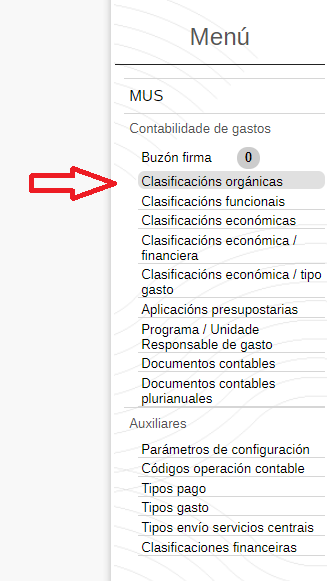 Menú
MUS
Contabilidade de gastos
Buzón firma 0
Clasificacións orgánicas
Clasificacións funcionais
Clasificacións económicas
Clasificacións económica /
financiera
Clasificacións económica / tipo
gasto
Aplicacións presupostarias
Programa / Unidade
Responsable de gasto
Documentos contables
Documentos contables
plurianuales
Auxiliares
Parámetros de configuración
Códigos operación contable
Tipos pago
Tipos gasto
Tipos envío servicios centrais
Clasificaciones financeiras